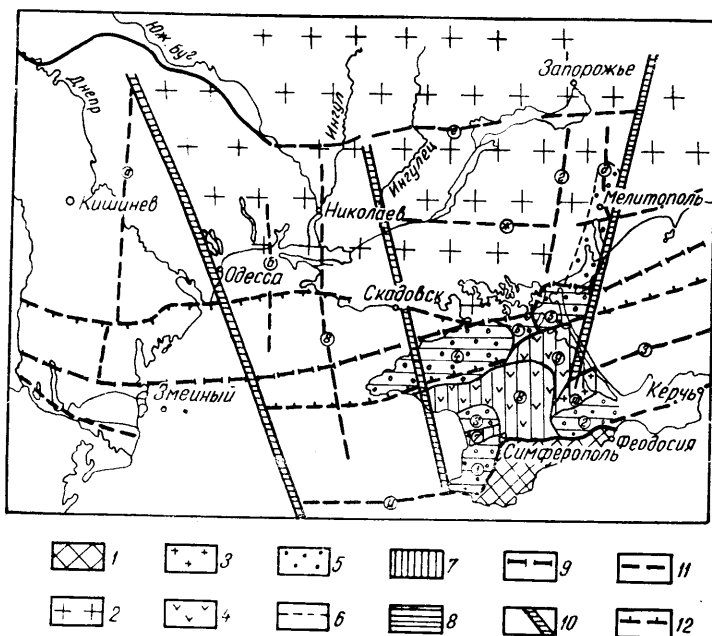 Юж. Буг
Днепр
Ингул
Ингулец
Запорожье
Кишинев
Николаев
Мелитополь
Одесса
Скадовск
Змеиный
Керчь
Симферополь
Феодосия
1 3 5 7 9 11
2 4 6 8 10 12